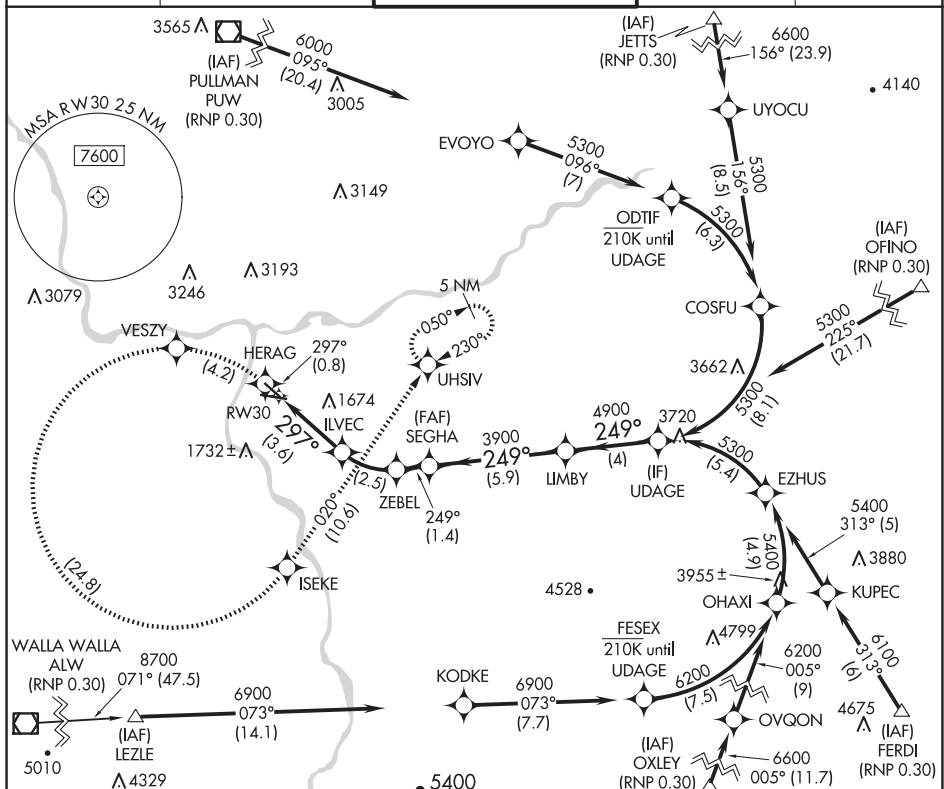 3565
(IAF)
PULLMAN
PUW
(RNP 0.30)
6000
095°
(20.4)
3005
(IAF)
JETTS
(RNP 0.30)
6600
156° (23.9)
4140
UYOCU
MSA RW30 25 NM
7600
EVOYO
5300
096°
(7)
5300
156°
(8.5)
3149
ODTIF
210K until
UDAGE
5300
(6.3)
(IAF)
OFINO
(RNP 0.30)
3079
3246
3193
5 NM
050°
230°
COSFU
5300
225°
(21.7)
VESZY
(4.2)
HERAG
297°
(0.8)
UHSIV
3662
5300
(8.1)
RW30
1674
ILVEC
297°
(3.6)
1732±
(FAF)
SEGHA
3900
249°
(5.9)
4900
249°
(4)
3720
LIMBY
(IF)
UDAGE
5300
(5.4)
EZHUS
(2.5)
ZEBEL
249°
(1.4)
020°
(10.6)
5400
313° (5)
5400
(4.9)
3880
(24.8)
ISEKE
4528
3955±
OHAXI
KUPEC
WALLA WALLA
ALW
(RNP 0.30)
8700
071° (47.5)
FESEX
210K until
UDAGE
4799
6200
005°
(9)
6100
313°
(6)
6900
073°
(14.1)
KODKE
6900
073°
(7.7)
6200
(7.5)
OVQON
4675
(IAF)
FERDI
(RNP 0.30)
(IAF)
LEZLE
5010
4329
5400
(IAF)
OXLEY
(RNP 0.30)
6600
005° (11.7)